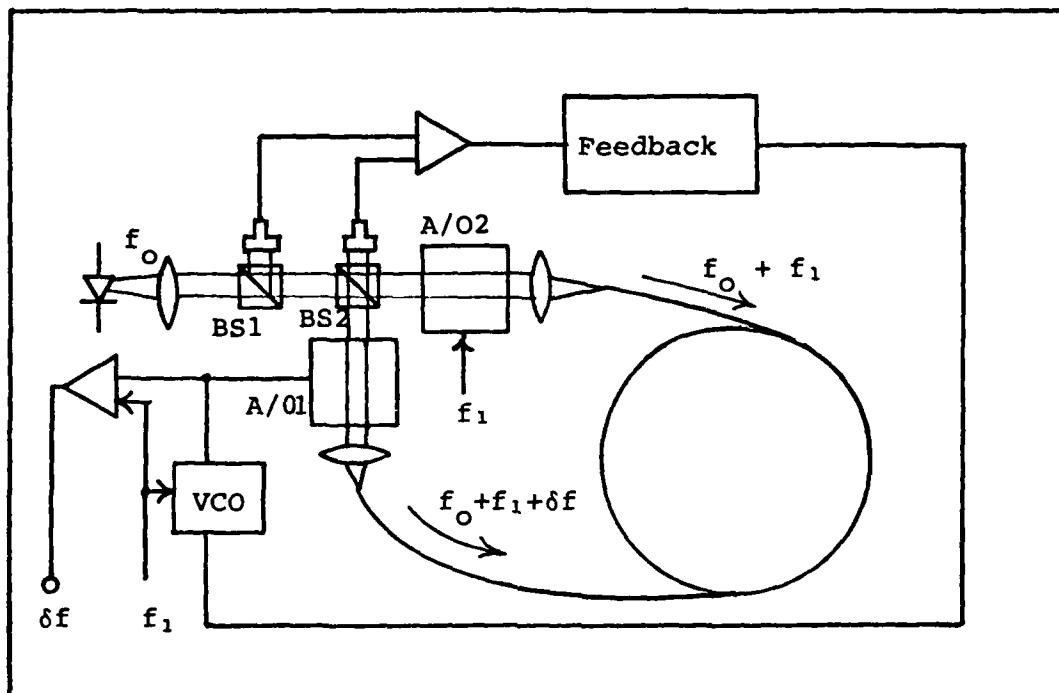 Feedback
A/O2
f₀
f₀ + f₁
BS1
BS2
A/O1
f₁
f₀+f₁+δf
VCO
δf
f₁